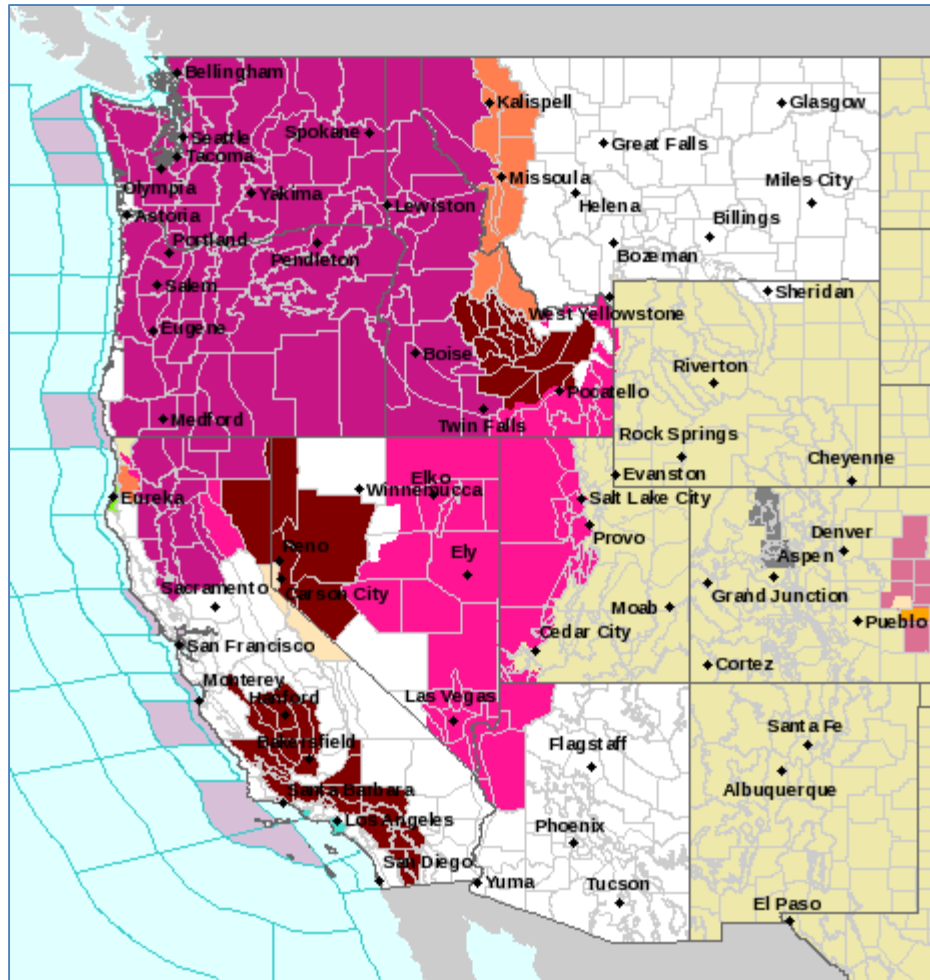 Bellingham
Kalispell
Glasgow
Seattle
Spokane
Great Falls
Tacoma
Missoula
Miles City
Olympra
Yakima
Lewiston
Helena
Astoria
Billings
Portland
Pendleton
Bozeman
Salem
Sheridan
West Yellowstone
Eugene
Boise
Riverton
Pocatello
Medford
Twin Falls
Rock Springs
Cheyenne
Elko
Evanston
Eureka
Winnemucca
Salt Lake City
Provo
Denver
Reno
Ely
Aspen
Sacramento
Carson City
Grand Junction
Moab
Pueblo
Cedar City
San Francisco
Cortez
Monterey
Hanford
Las Vegas
Santa Fe
Bakersfield
Flagstaff
Santa Barbara
Albuquerque
Los Angeles
Phoenix
San Diego
Yuma
Tucson
El Paso